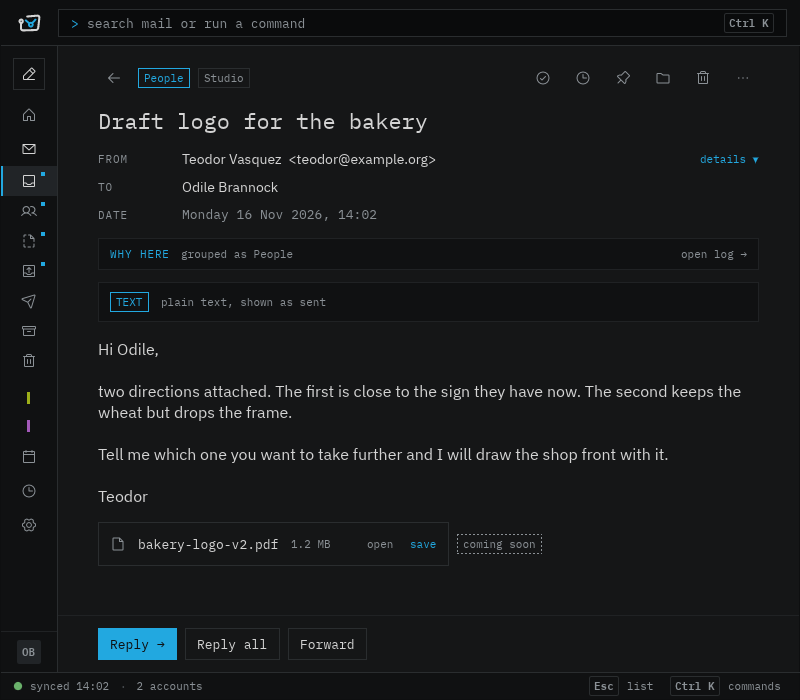 > search mail or run a command Ctrl K
People Studio
Draft logo for the bakery
FROM Teodor Vasquez <teodor@example.org> details ▾
TO Odile Brannock
DATE Monday 16 Nov 2026, 14:02
WHY HERE grouped as People open log →
TEXT plain text, shown as sent
Hi Odile,
two directions attached. The first is close to the sign they have now. The second keeps the
wheat but drops the frame.
Tell me which one you want to take further and I will draw the shop front with it.
Teodor
bakery-logo-v2.pdf 1.2 MB open save coming soon
Reply → Reply all Forward
OB
synced 14:02 · 2 accounts Esc list Ctrl K commands